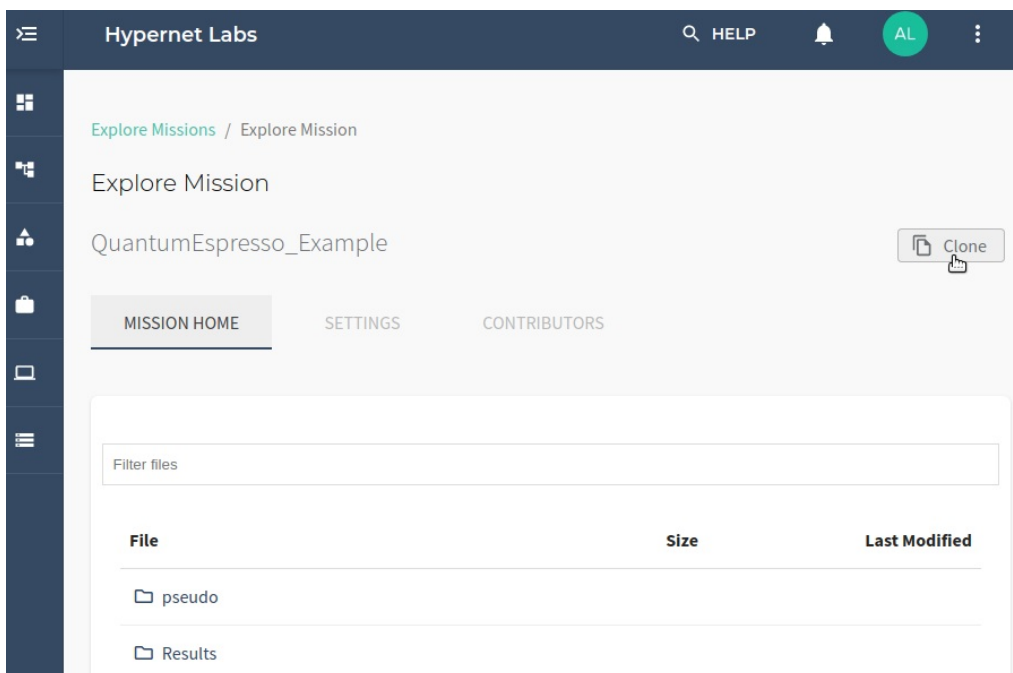 Hypernet Labs HELP AL
Explore Missions / Explore Mission
Explore Mission
QuantumEspresso_Example
Clone
MISSION HOME SETTINGS CONTRIBUTORS
Filter files
File Size Last Modified
pseudo
Results